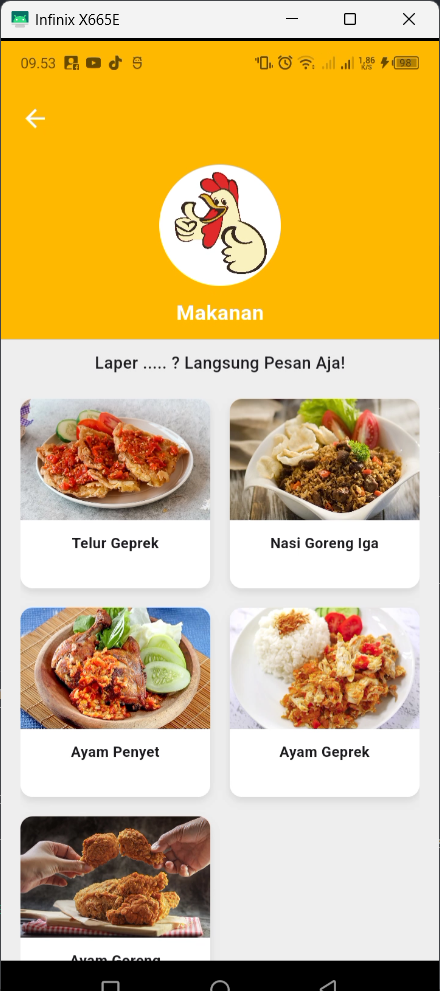 Infinix X665E
09.53
1,86
K/S
98
Makanan
Laper ..... ? Langsung Pesan Aja!
Telur Geprek
Nasi Goreng Iga
Ayam Penyet
Ayam Geprek
Ayam Goreng